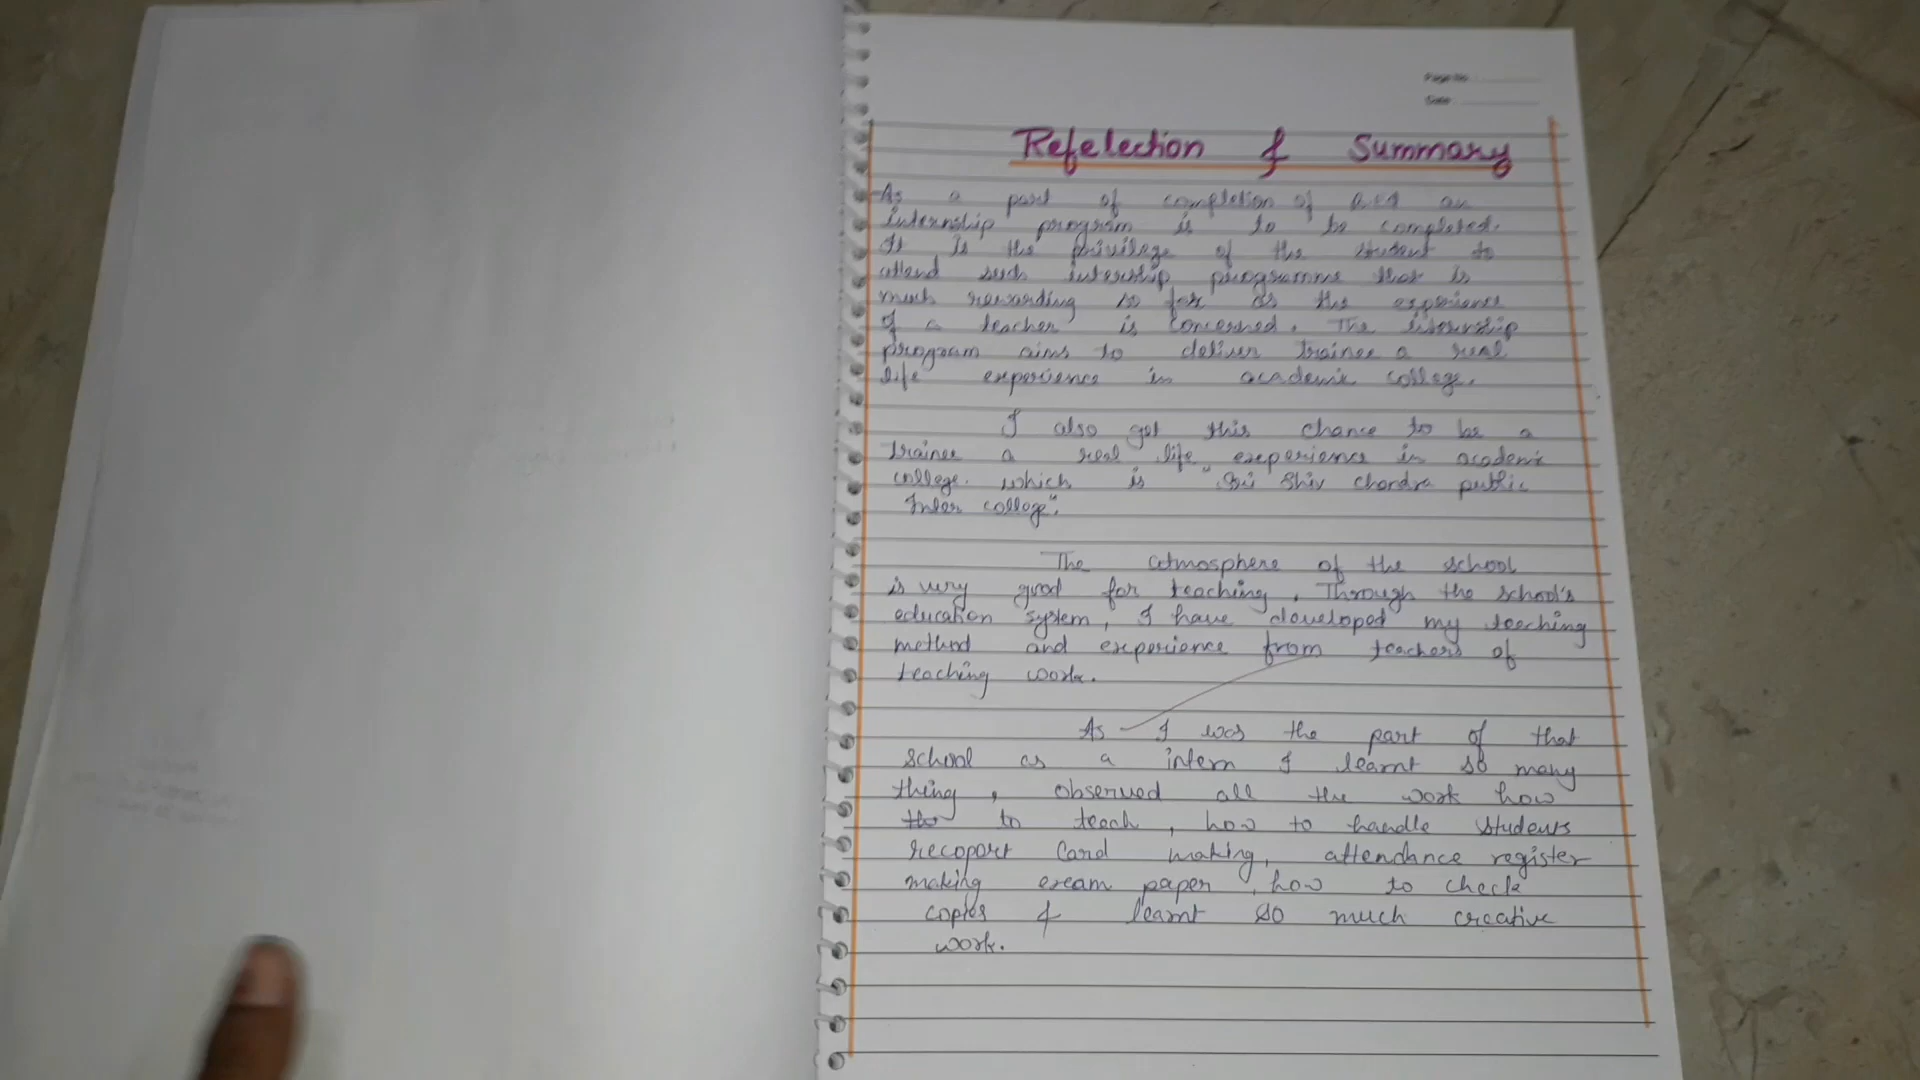 Page No
Date
Refelection & Summary
As a part of completion of B.Ed an
internship program is to be completed.
It is the privilege of the student to
attend such intership programme that is
much rewarding so far as the experience
of a teacher is concerned. The internship
program aims to deliver trainee a real
life experience in academic college.
I also got this chance to be a
trainee a real life experience in academic
college. which is "Sri Shiv Chandra public
Inter college".
The atmosphere of the school
is very good for teaching, Through the school's
education system, I have developed my teaching
method and experience from teachers of
teaching work.
As I was the part of that
school as a intern I learnt so many
thing, observed all the work how
to teach, how to handle students
recoport Card making, attendance register
making exeam paper, how to check
copies & learnt so much creative
work.